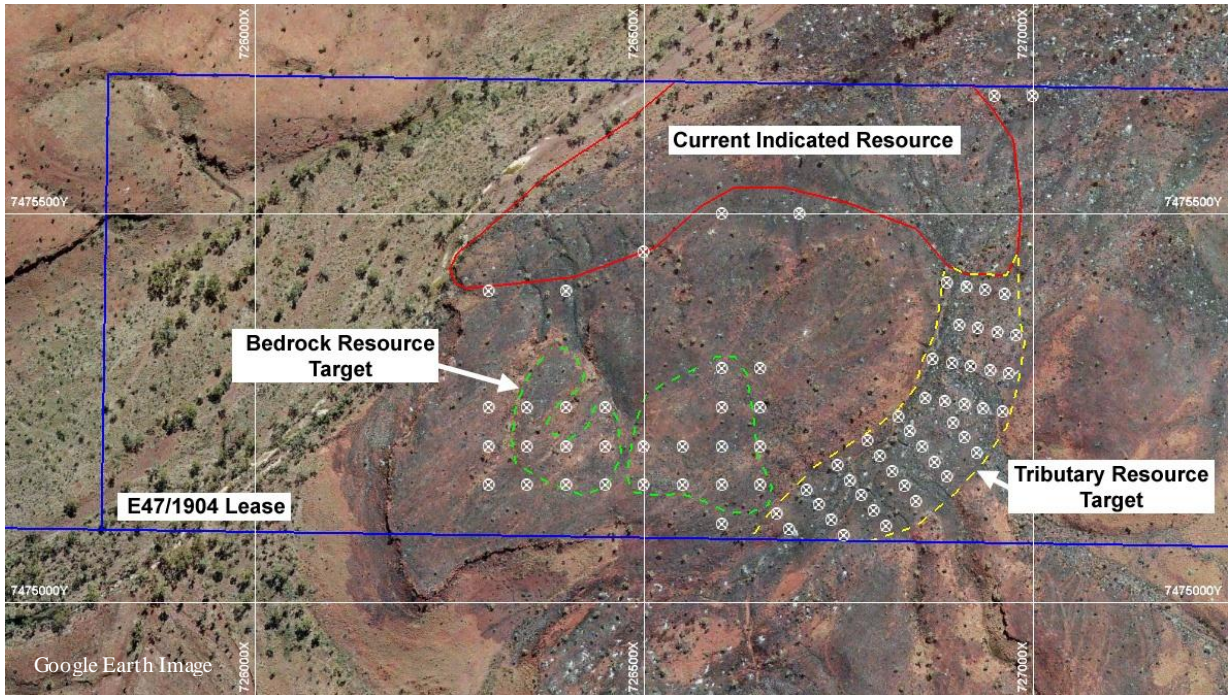 726000X
726500X
727000X
Current Indicated Resource
7475500Y
7475500Y
Bedrock Resource
Target
E47/1904 Lease
Tributary Resource
Target
7475000Y
7475000Y
Google Earth Image
726000X
726500X
727000X